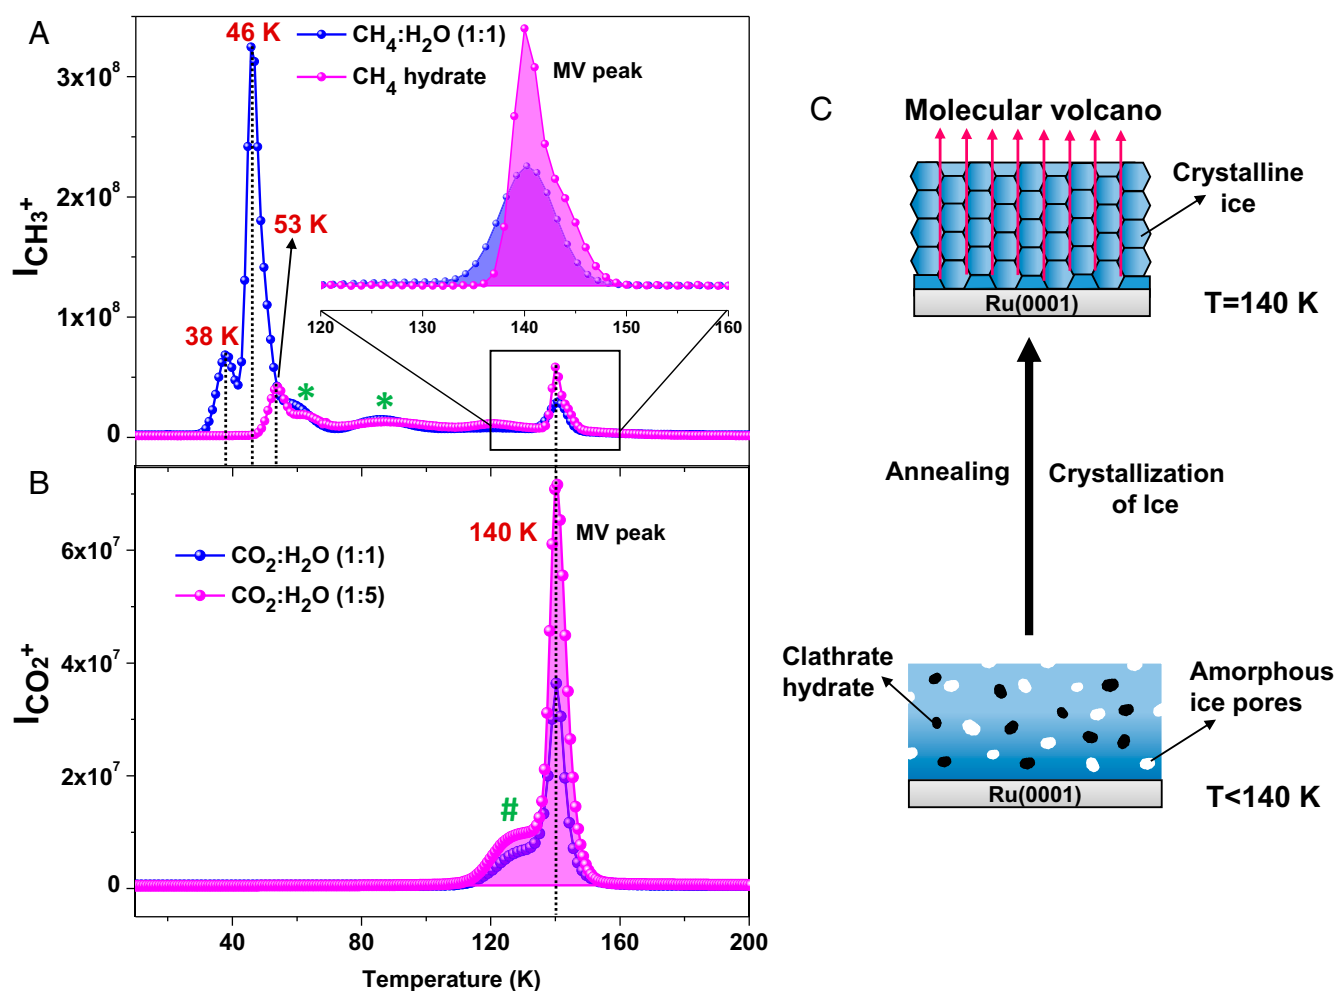 A
46 K
CH4:H2O (1:1)
CH4 hydrate
MV peak
3x10^8
2x10^8
1x10^8
0
I CH3+
38 K
53 K
*
*
120
130
140
150
160
B
140 K
MV peak
CO2:H2O (1:1)
CO2:H2O (1:5)
6x10^7
4x10^7
2x10^7
0
I CO2+
#
40
80
120
160
200
Temperature (K)
C
Molecular volcano
Crystalline
ice
Ru(0001)
T=140 K
Annealing
Crystallization
of Ice
Clathrate
hydrate
Amorphous
ice pores
Ru(0001)
T<140 K